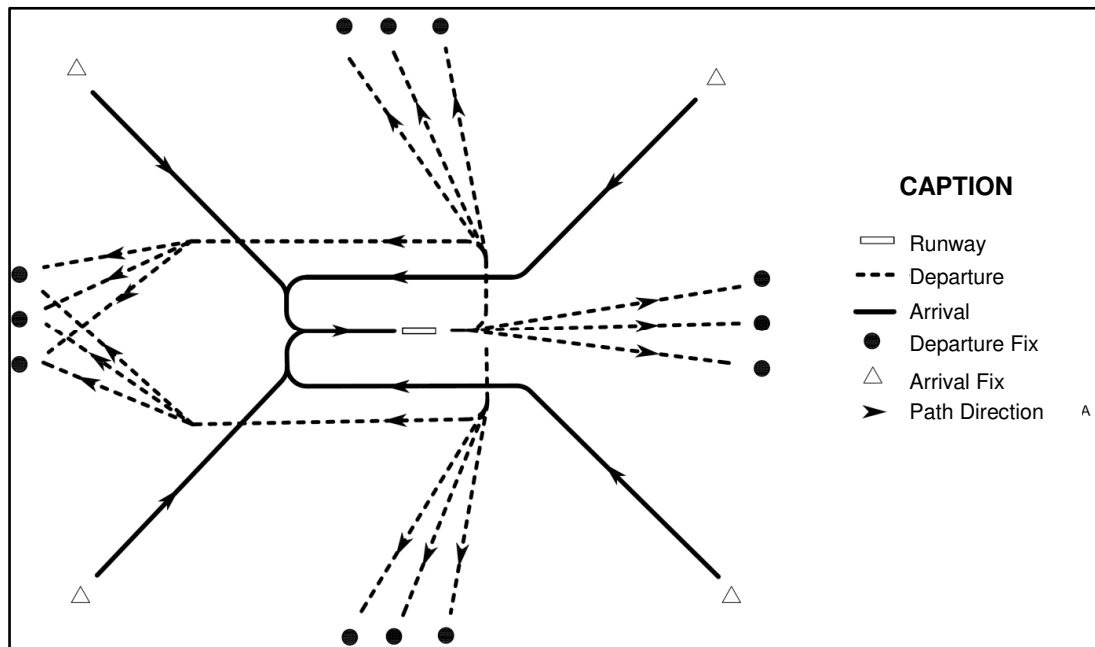 CAPTION
Runway
Departure
Arrival
Departure Fix
Arrival Fix
Path Direction
A